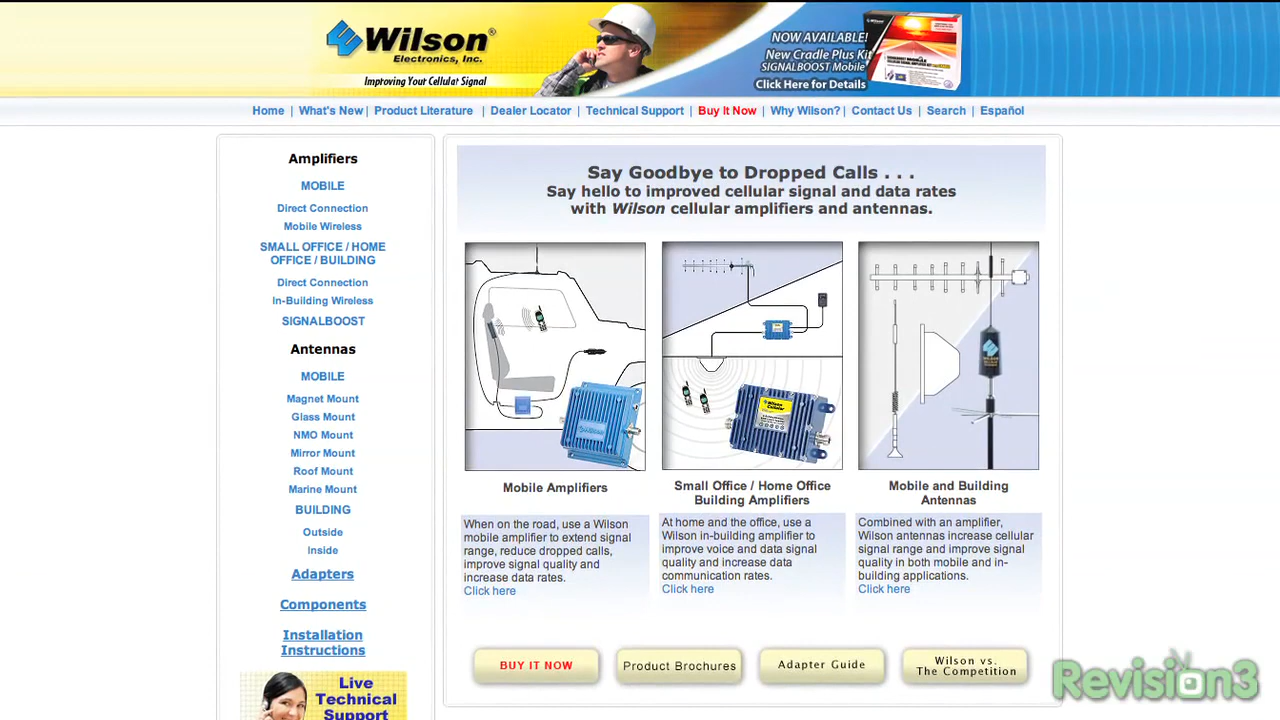 Wilson®
Electronics, Inc.
Improving Your Cellular Signal
NOW AVAILABLE!
New Cradle Plus Kit
SIGNALBOOST Mobile
Click Here for Details
Home | What's New | Product Literature | Dealer Locator | Technical Support | Buy It Now | Why Wilson? | Contact Us | Search | Español
Amplifiers
MOBILE
Direct Connection
Mobile Wireless
SMALL OFFICE / HOME
OFFICE / BUILDING
Direct Connection
In-Building Wireless
SIGNALBOOST
Antennas
MOBILE
Magnet Mount
Glass Mount
NMO Mount
Mirror Mount
Roof Mount
Marine Mount
BUILDING
Outside
Inside
Adapters
Components
Installation
Instructions
Live
Technical
Support
Say Goodbye to Dropped Calls . . .
Say hello to improved cellular signal and data rates
with Wilson cellular amplifiers and antennas.
Wilson
Wilson
Cellular
WILSON
Mobile Amplifiers
When on the road, use a Wilson
mobile amplifier to extend signal
range, reduce dropped calls,
improve signal quality and
increase data rates.
Click here
Small Office / Home Office
Building Amplifiers
At home and the office, use a
Wilson in-building amplifier to
improve voice and data signal
quality and increase data
communication rates.
Click here
Mobile and Building
Antennas
Combined with an amplifier,
Wilson antennas increase cellular
signal range and improve signal
quality in both mobile and in-
building applications.
Click here
BUY IT NOW
Product Brochures
Adapter Guide
Wilson vs.
The Competition
Revision3